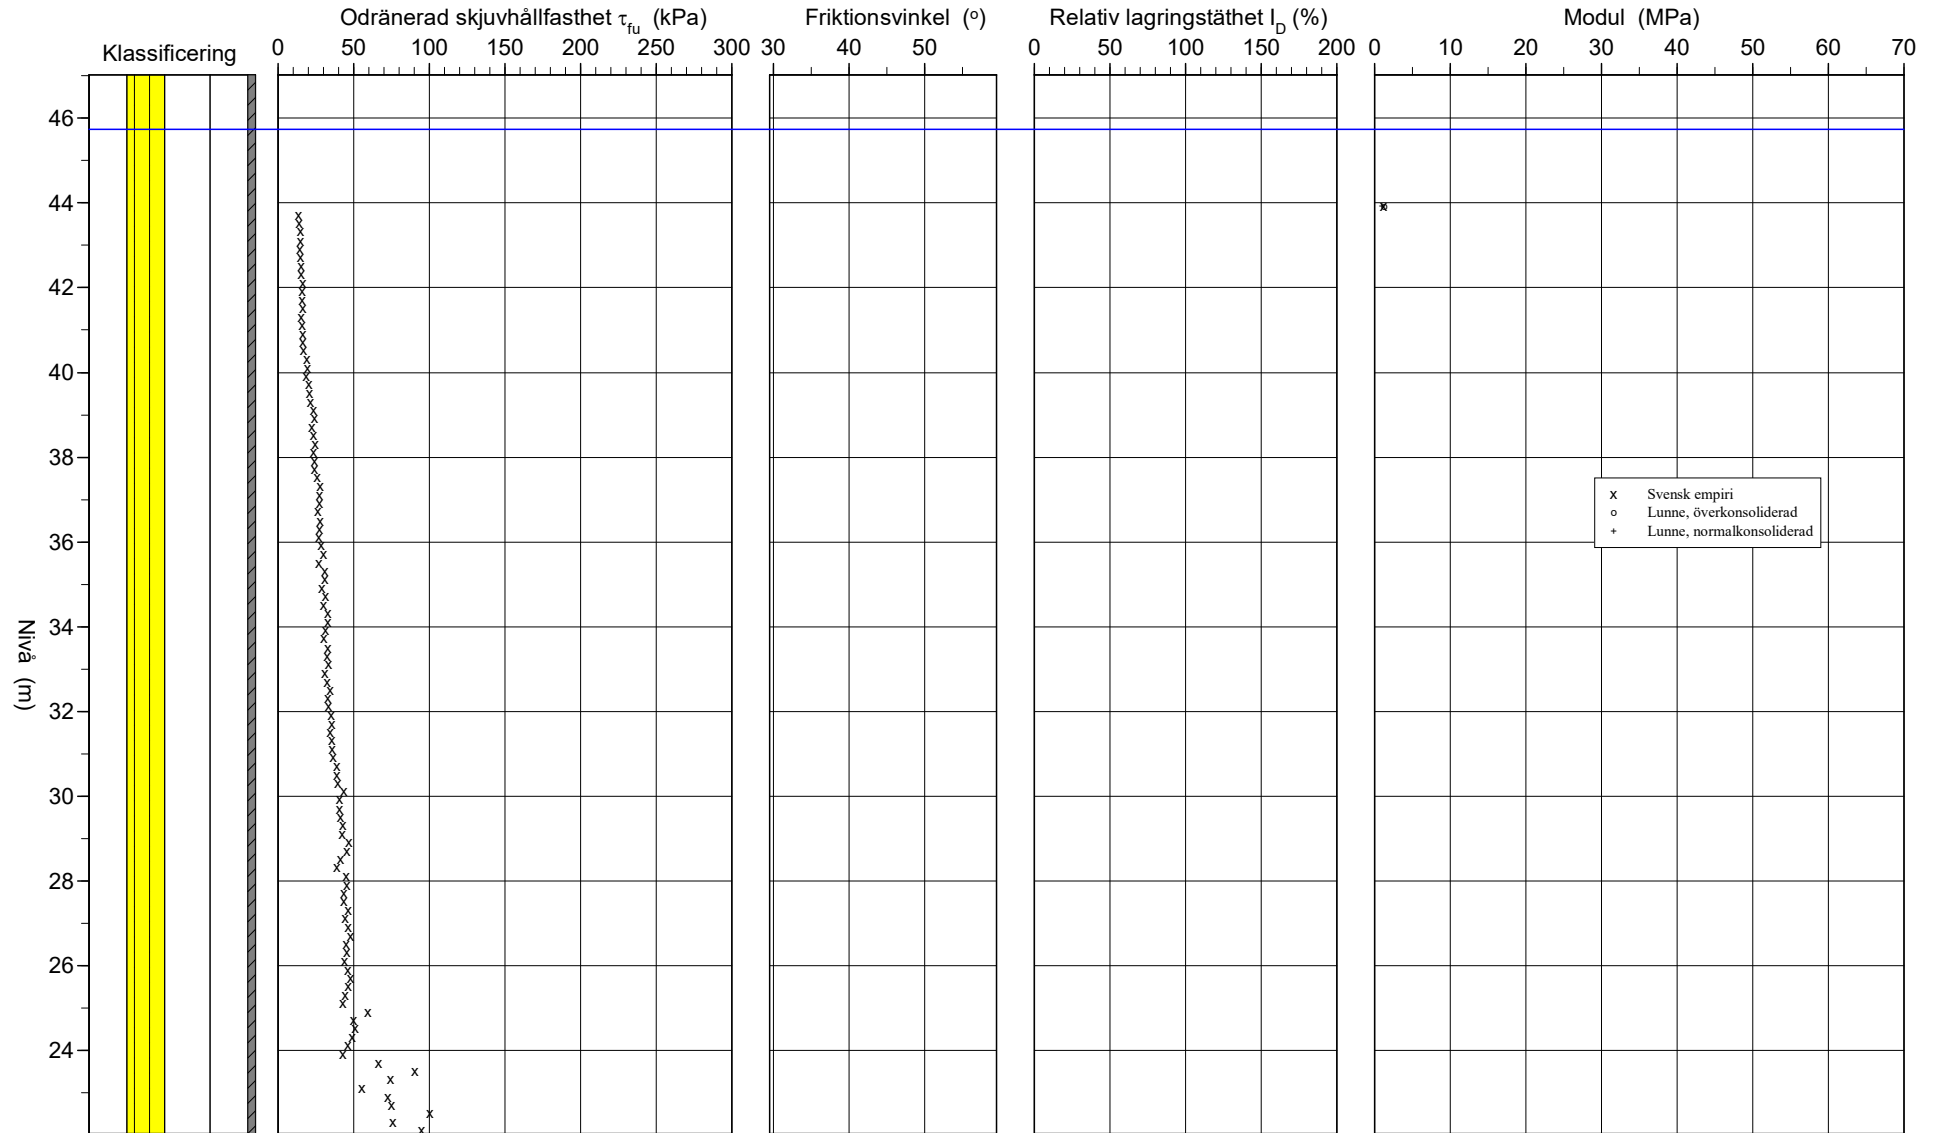 Odränerad skjuvhållfasthet τfu (kPa)
Friktionsvinkel (o)
Relativ lagringstäthet ID (%)
Modul (MPa)
Klassificering
0 50 100 150 200 250 300
30 40 50
0 50 100 150 200
0 10 20 30 40 50 60 70
46
44
42
40
38
36
34
32
30
28
26
24
Nivå (m)
x Svensk empiri
o Lunne, överkonsoliderad
+ Lunne, normalkonsoliderad